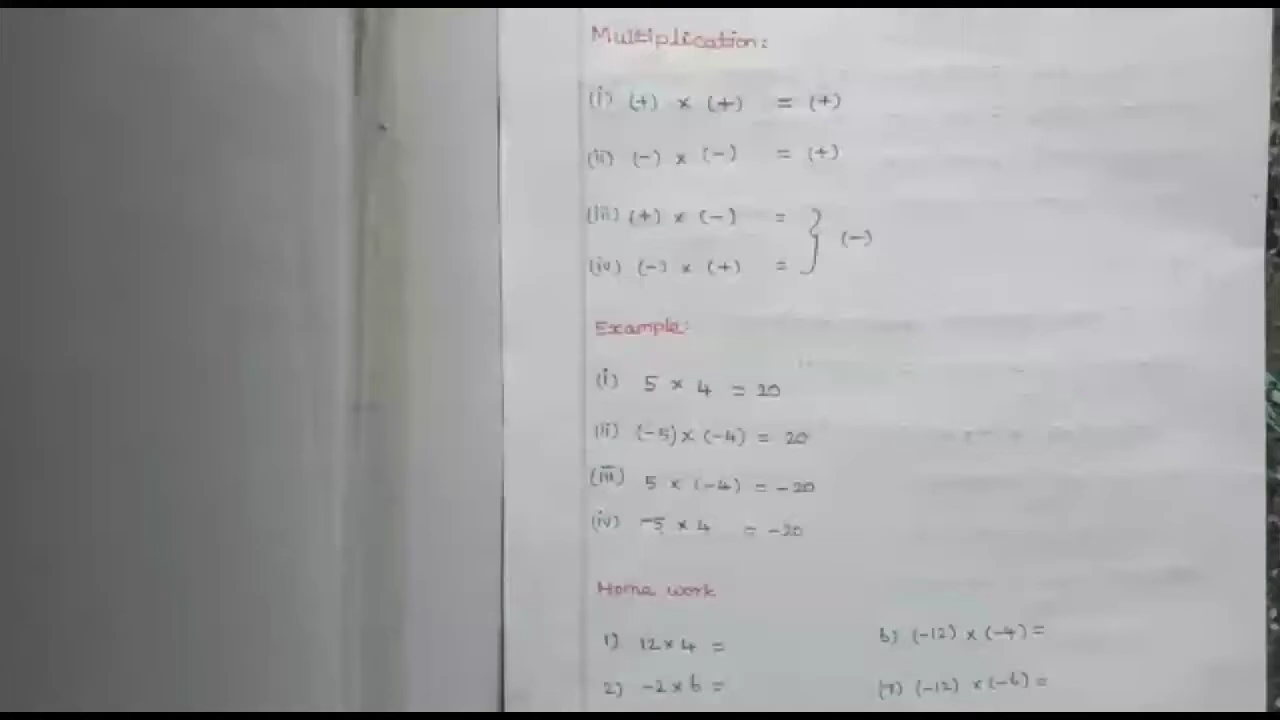 Multiplication:
(i) (+) × (+) = (+)
(ii) (-) × (-) = (+)
(iii) (+) × (-) =
(iv) (-) × (+) = } (-)
Example:
(i) 5 × 4 = 20
(ii) (-5) × (-4) = 20
(iii) 5 × (-4) = -20
(iv) -5 × 4 = -20
Home work
1) 12 × 4 =
2) -2 × 6 =
6) (-12) × (-4) =
(7) (-12) × (-6) =